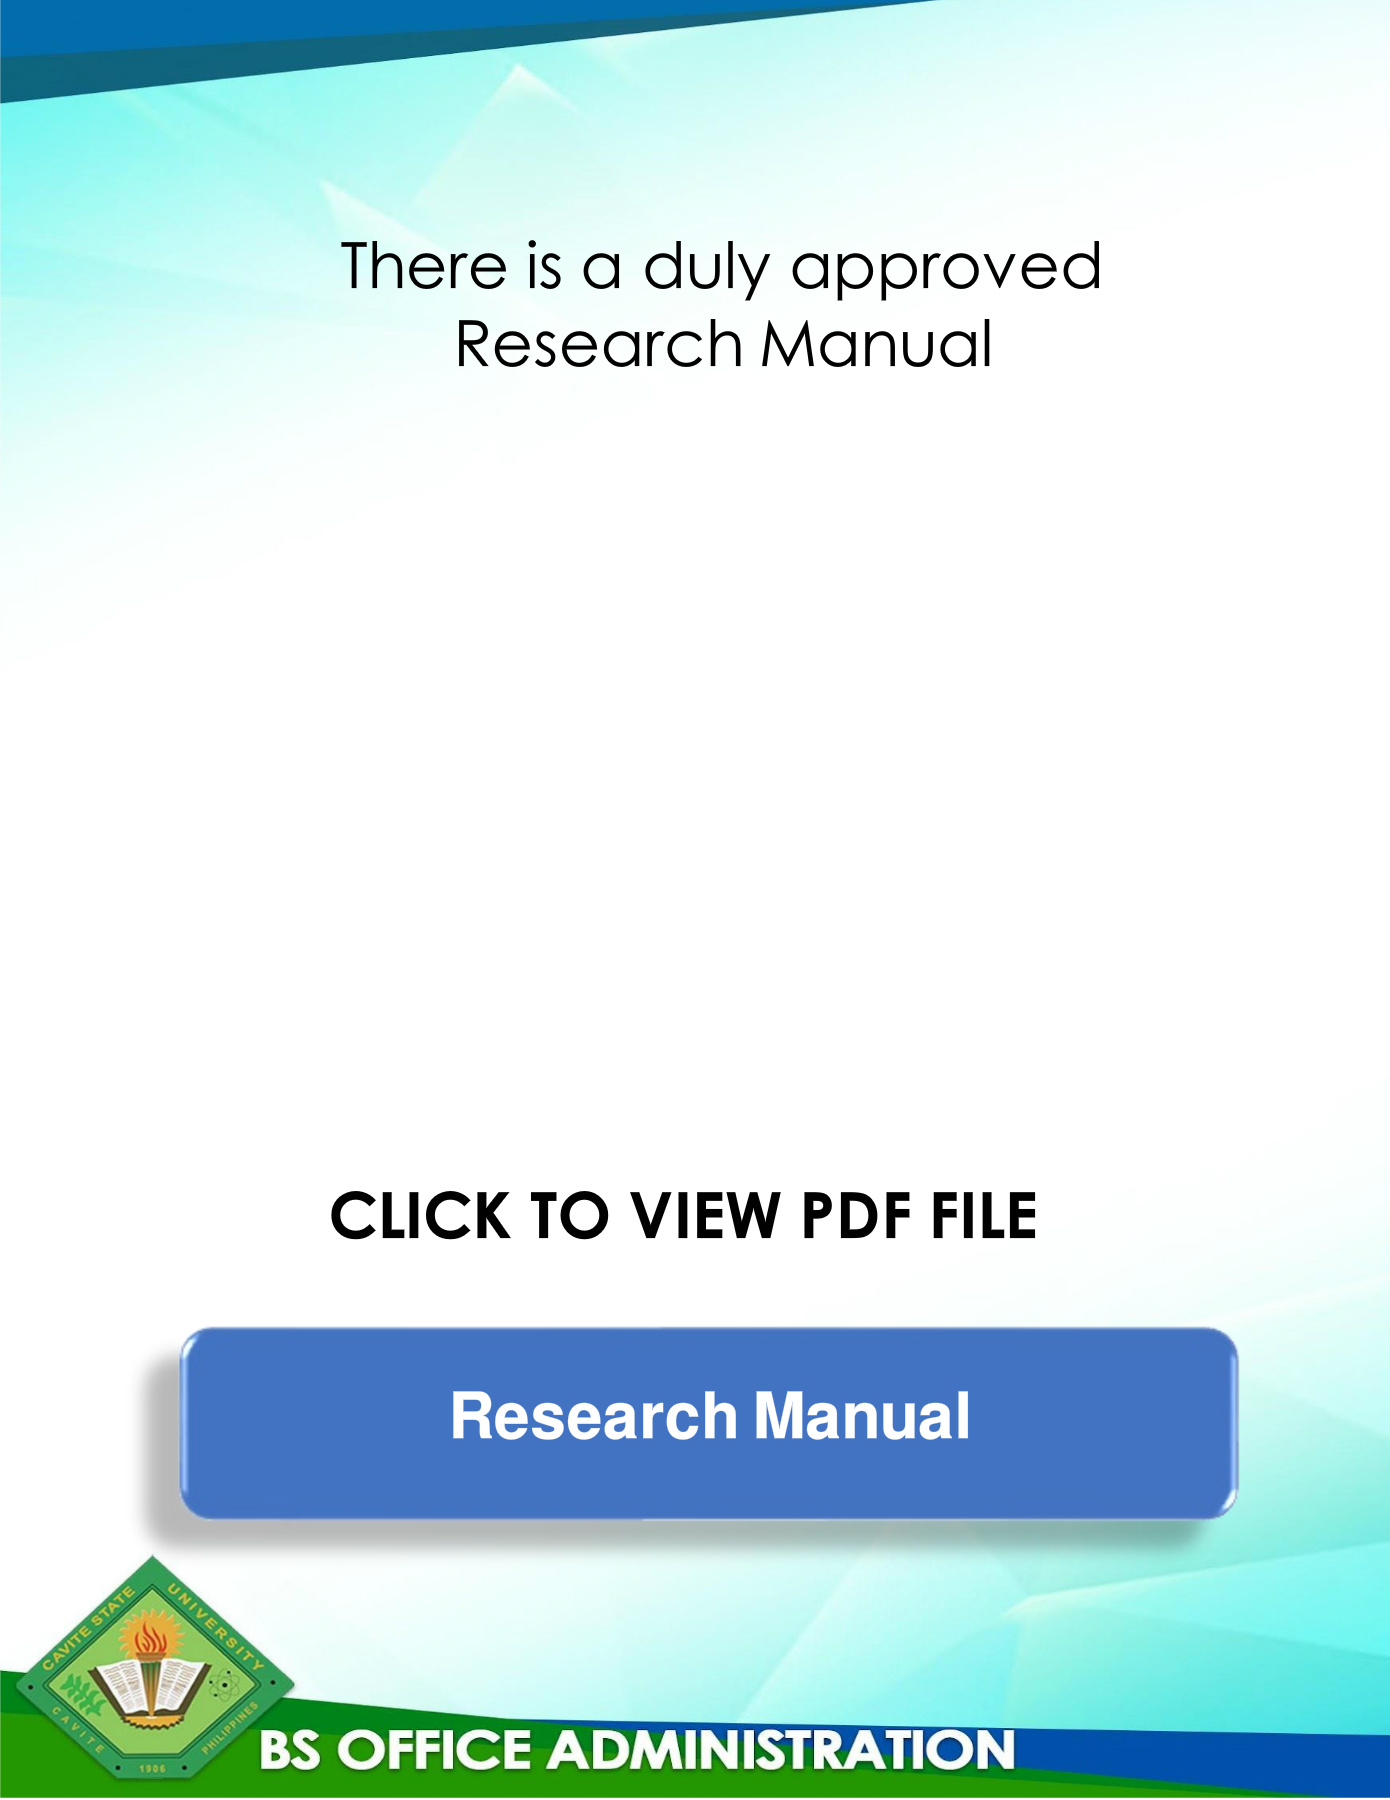 There is a duly approved
Research Manual
CLICK TO VIEW PDF FILE
Research Manual
CAVITE STATE UNIVERSITY
CAVITE PHILIPPINES
1906
BS OFFICE ADMINISTRATION